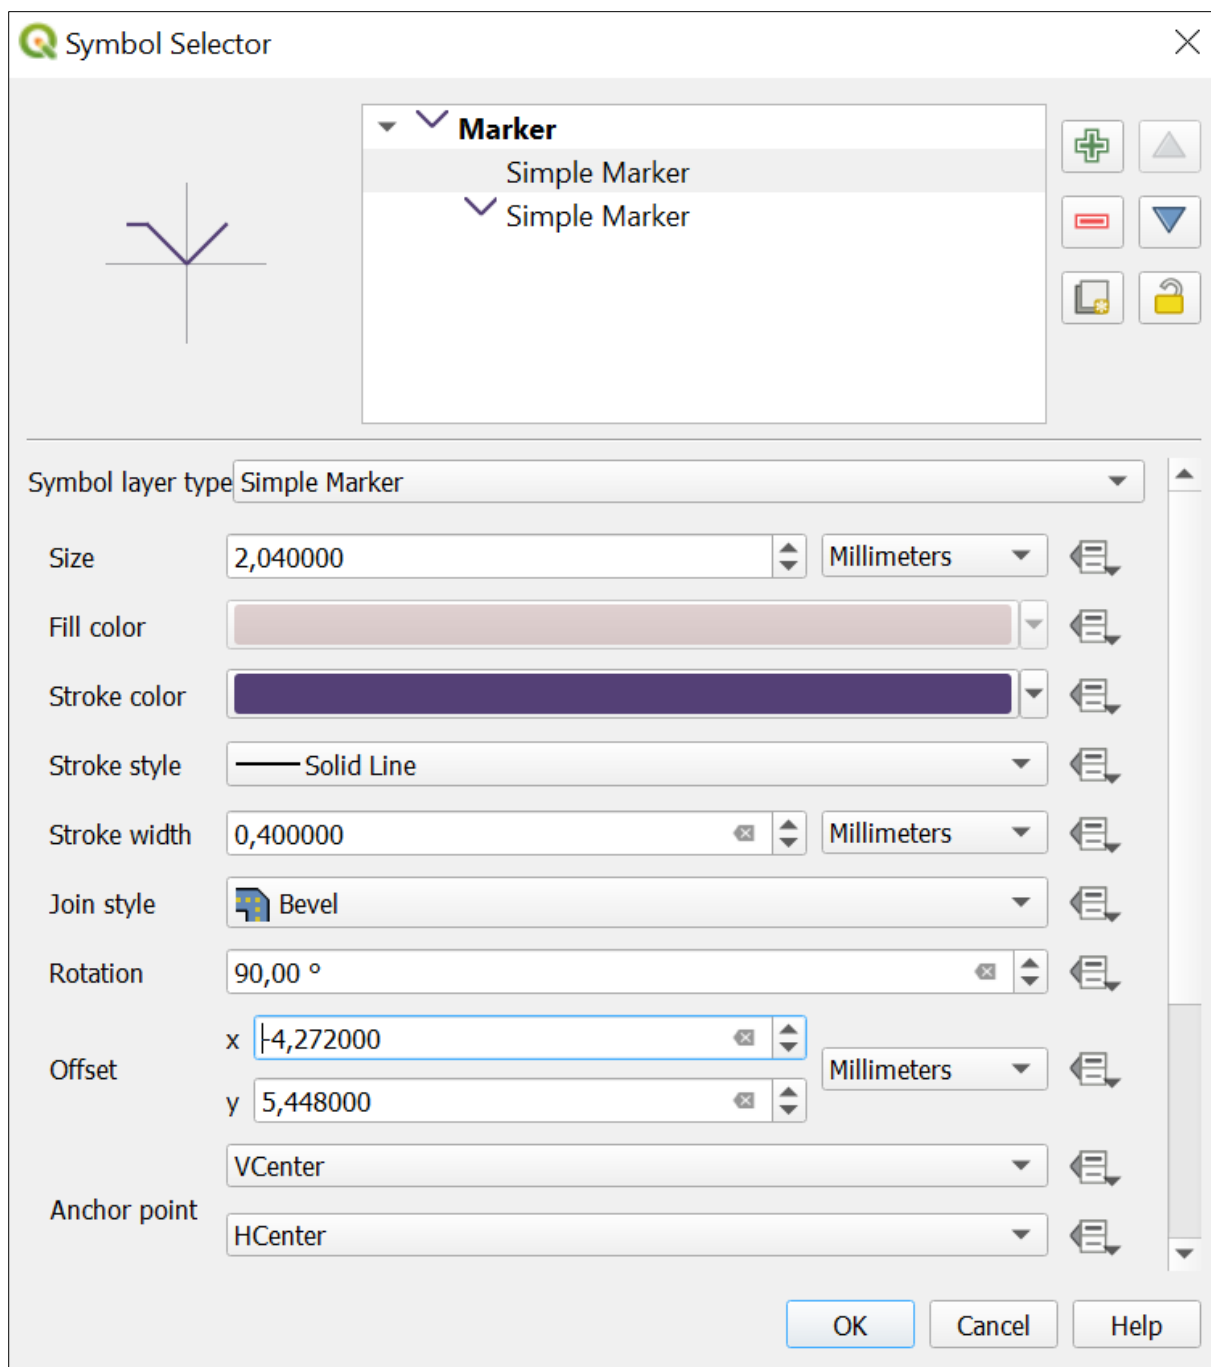 Symbol Selector
Marker
Simple Marker
Simple Marker
Symbol layer type Simple Marker
Size 2,040000 Millimeters
Fill color
Stroke color
Stroke style Solid Line
Stroke width 0,400000 Millimeters
Join style Bevel
Rotation 90,00 °
x -4,272000
Offset Millimeters
y 5,448000
VCenter
Anchor point
HCenter
OK Cancel Help